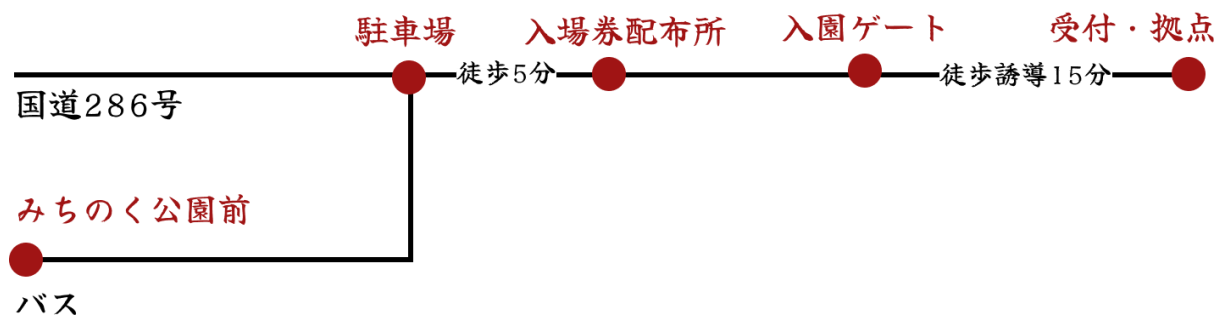 駐車場
入場券配布所
入園ゲート
受付・拠点
徒歩5分
徒歩誘導15分
国道286号
みちのく公園前
バス